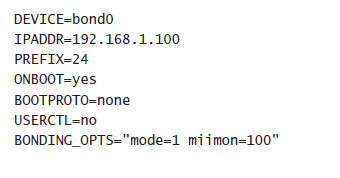 DEVICE=bond0
IPADDR=192.168.1.100
PREFIX=24
ONBOOT=yes
BOOTPROTO=none
USERCTL=no
BONDING_OPTS="mode=1 miimon=100"